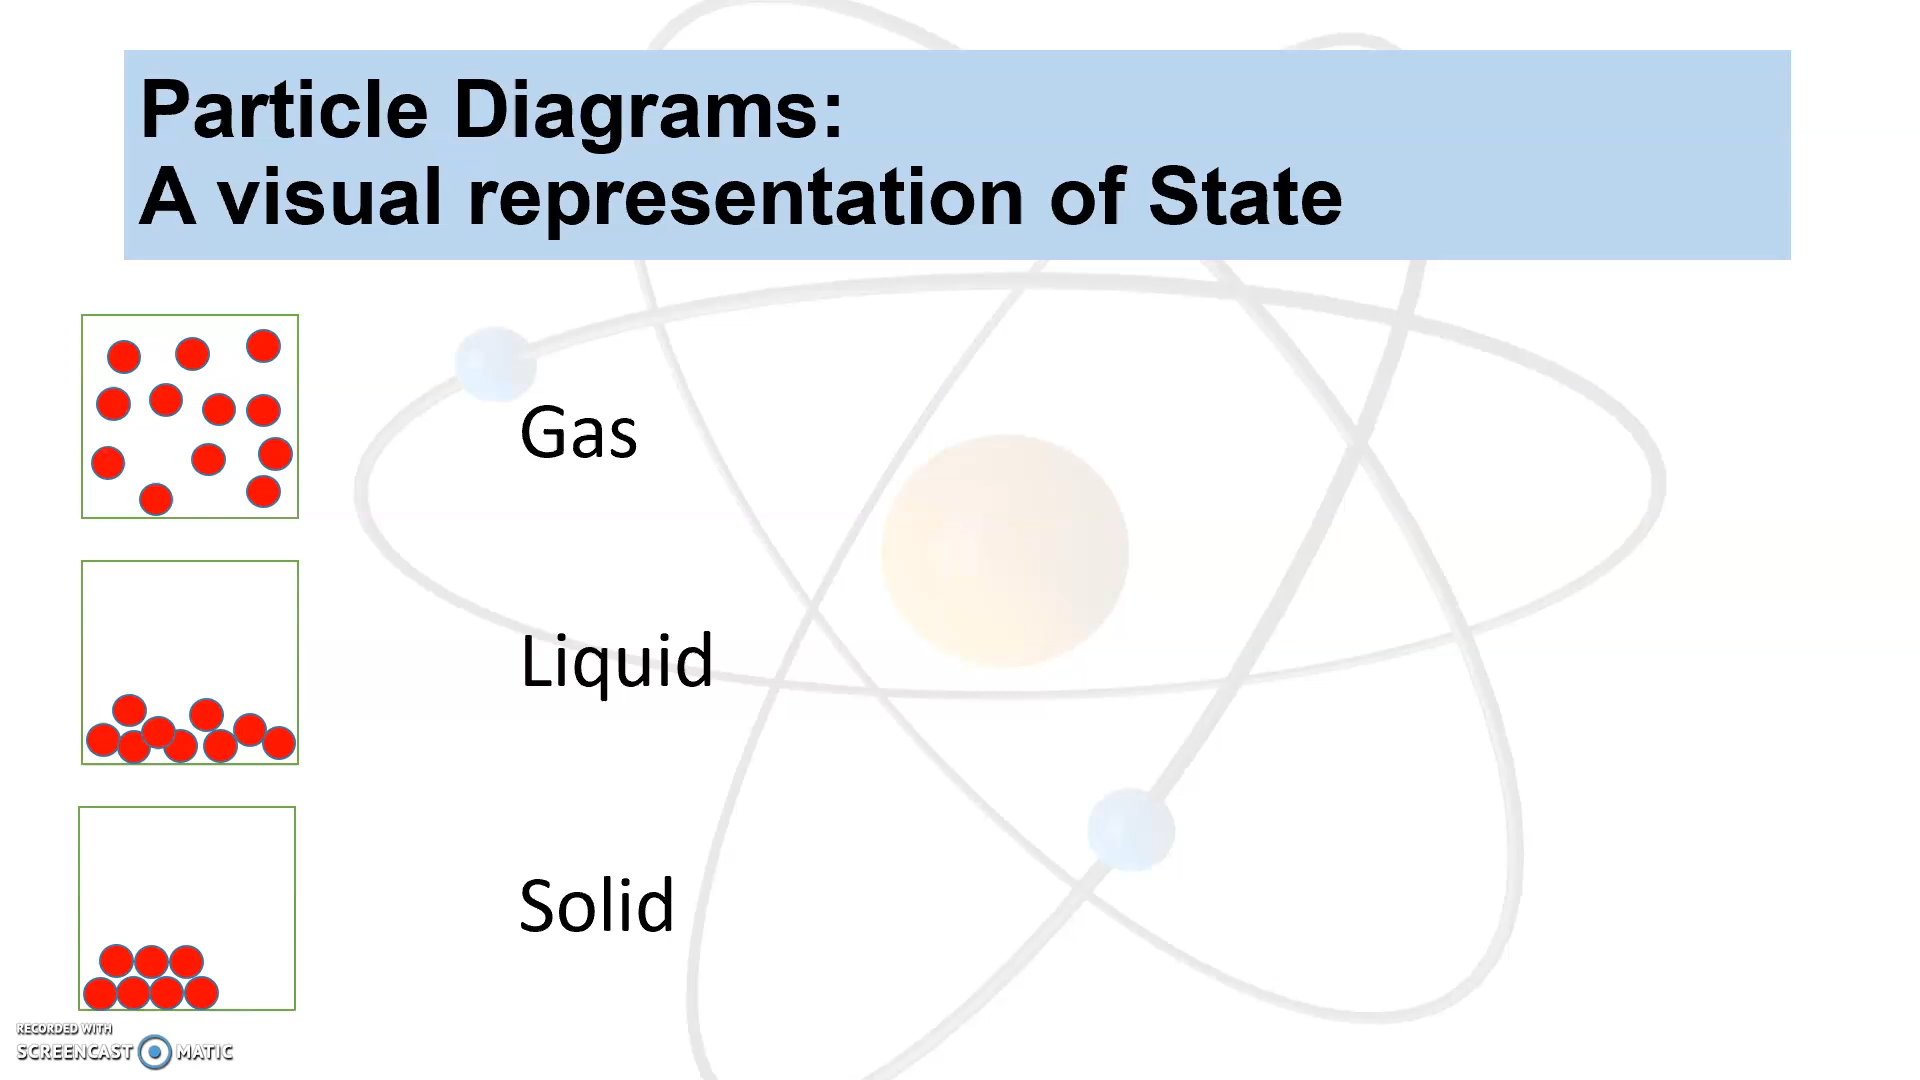 Particle Diagrams:
A visual representation of State
Gas
Liquid
Solid
RECORDED WITH
SCREENCAST MATIC